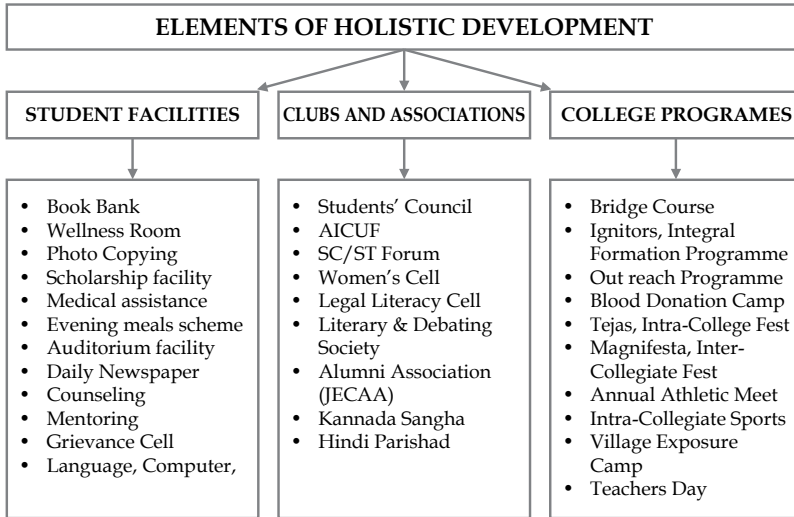 ELEMENTS OF HOLISTIC DEVELOPMENT
STUDENT FACILITIES
• Book Bank
• Wellness Room
• Photo Copying
• Scholarship facility
• Medical assistance
• Evening meals scheme
• Auditorium facility
• Daily Newspaper
• Counseling
• Mentoring
• Grievance Cell
• Language, Computer,
CLUBS AND ASSOCIATIONS
• Students’ Council
• AICUF
• SC/ST Forum
• Women’s Cell
• Legal Literacy Cell
• Literary & Debating
Society
• Alumni Association
(JECAA)
• Kannada Sangha
• Hindi Parishad
COLLEGE PROGRAMES
• Bridge Course
• Ignitors, Integral
Formation Programme
• Out reach Programme
• Blood Donation Camp
• Tejas, Intra-College Fest
• Magnifesta, Inter-
Collegiate Fest
• Annual Athletic Meet
• Intra-Collegiate Sports
• Village Exposure
Camp
• Teachers Day